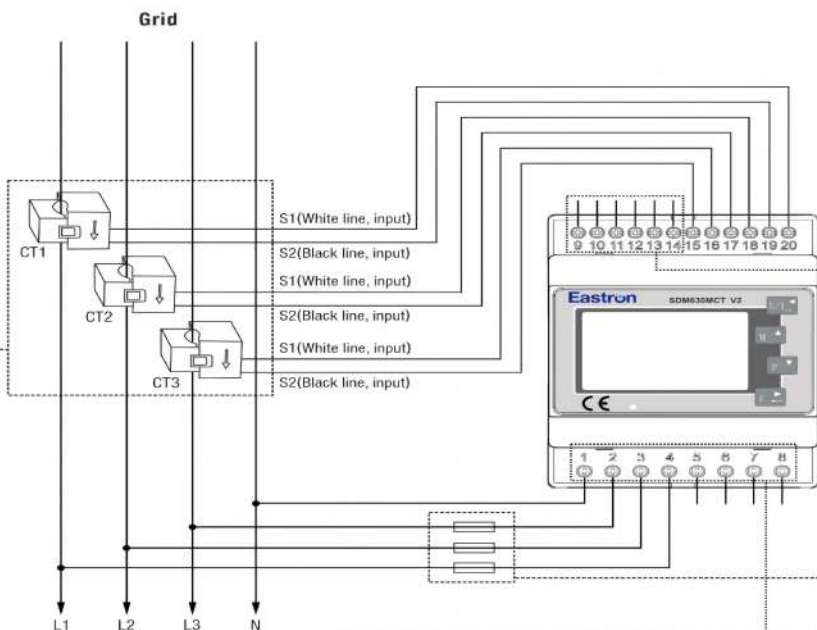 Grid
S1(White line, input)
S2(Black line, input)
CT1
S1(White line, input)
S2(Black line, input)
CT2
S1(White line, input)
S2(Black line, input)
CT3
9 10 11 12 13 14 15 16 17 18 19 20
Eastron SDM630MCT V2
CE
1 2 3 4 5 6 7 8
L1 L2 L3 N